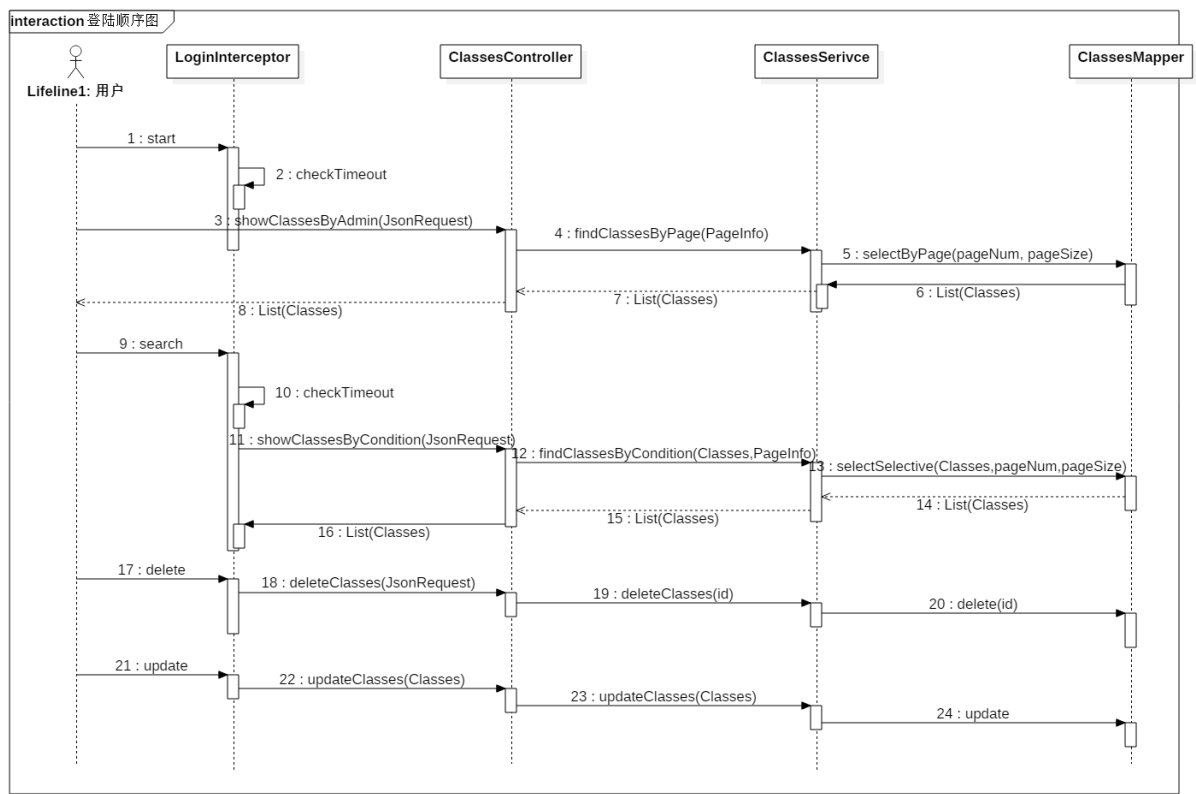 interaction 登陆顺序图
LoginInterceptor
ClassesController
ClassesSerivce
ClassesMapper
Lifeline1: 用户
1 : start
2 : checkTimeout
3 : showClassesByAdmin(JsonRequest)
4 : findClassesByPage(PageInfo)
5 : selectByPage(pageNum, pageSize)
6 : List(Classes)
7 : List(Classes)
8 : List(Classes)
9 : search
10 : checkTimeout
11 : showClassesByCondition(JsonRequest)
12 : findClassesByCondition(Classes,PageInfo)
13 : selectSelective(Classes,pageNum,pageSize)
14 : List(Classes)
15 : List(Classes)
16 : List(Classes)
17 : delete
18 : deleteClasses(JsonRequest)
19 : deleteClasses(id)
20 : delete(id)
21 : update
22 : updateClasses(Classes)
23 : updateClasses(Classes)
24 : update